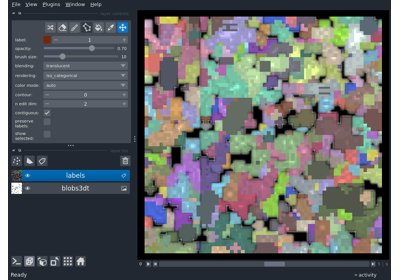 File View Plugins Window Help
label: 1
opacity: 0.70
brush size: 10
blending: translucent
rendering: iso_categorical
color mode: auto
contour: 0
n edit dim: 2
contiguous:
preserve
labels:
show
selected:
labels
blobs3dt
Ready
activity